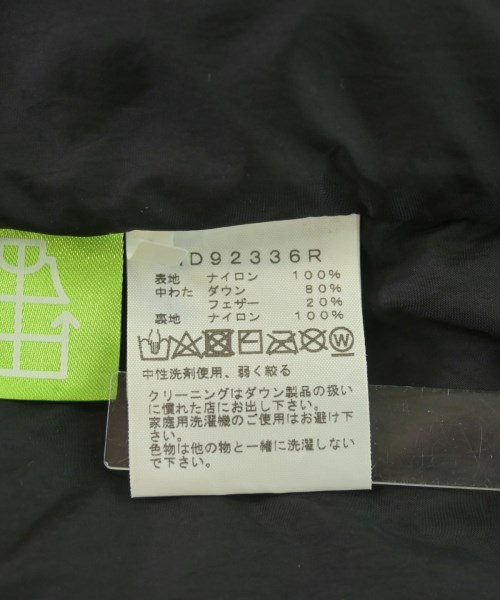 D92336R
表地 ナイロン 100%
中わた ダウン 80%
フェザー 20%
裏地 ナイロン 100%
中性洗剤使用、弱く絞る
クリーニングはダウン製品の扱い
に慣れた店にお出し下さい。
家庭用洗濯機のご使用はお避け下
さい。
色物は他の物と一緒に洗濯しない
で下さい。